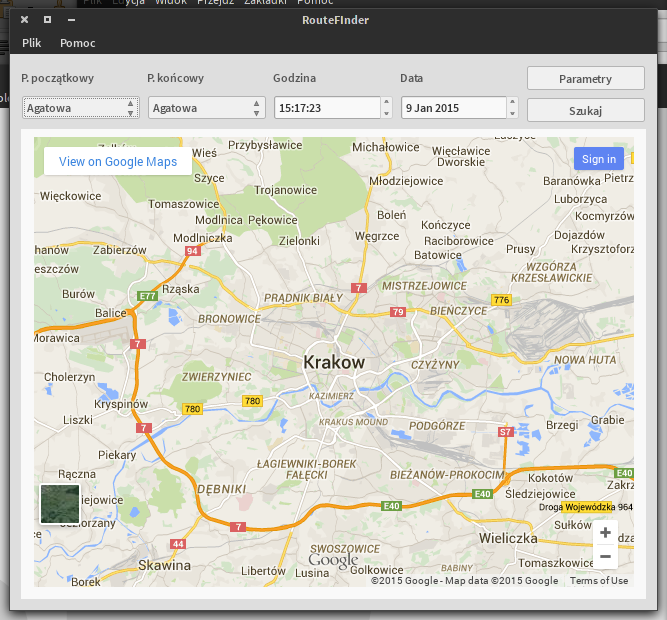 Plik Edycja Widok Przejdź Zakładki Pomoc
RouteFInder
Plik Pomoc
P. początkowy P. końcowy Godzina Data Parametry
Agatowa Agatowa 15:17:23 9 Jan 2015 Szukaj
View on Google Maps
Sign in
Przybysławice
Michałowice
Więcławice
Dworskie
Wieś
Szyce
Trojanowice
Młodziejowice
Baranówka
Luborzyca
Więckowice
Tomaszowice
Modlnica
Pękowice
Boleń
Kończyce
Kocmyrzów
Modlniczka
Zielonki
Węgrzce
Raciborowice
Batowice
Dojazdów
Prusy
Krzysztoforz
Zabierzów
94
WZGÓRZA
KRZESŁAWICKIE
Burów
E77
Rząska
7
MISTRZEJOWICE
776
PRĄDNIK BIAŁY
BIEŃCZYCE
79
Balice
BRONOWICE
7
Krakow
CZYŻYNY
NOWA HUTA
Cholerzyn
ZWIERZYNIEC
KAZIMIERZ
Kryspinów
780
780
Liszki
KRAKUS MOUND
PODGÓRZE
Brzegi
Grabie
7
S7
Piekary
Rączna
ŁAGIEWNIKI-BOREK
FAŁĘCKI
BIEŻANÓW-PROKOCIM
Kokotów
E40
DĘBNIKI
E40
Śledziejowice
E40
Droga Wojewódzka 964
7
Sułków
44
Wieliczka
Skawina
SWOSZOWICE
Google
Tomaszkowice
Borek
Libertów
Lusina
Golkowice
BABINY
+
−
©2015 Google - Map data ©2015 Google Terms of Use